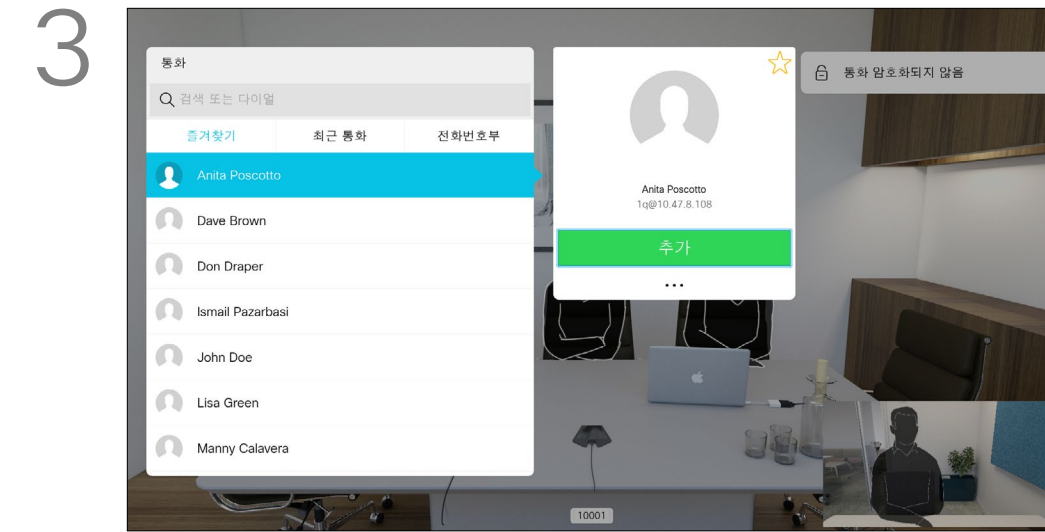 3
통화
검색 또는 다이얼
즐겨찾기 최근 통화 전화번호부
Anita Poscotto
Dave Brown
Don Draper
Ismail Pazarbasi
John Doe
Lisa Green
Manny Calavera
Anita Poscotto
1q@10.47.8.108
추가
...
통화 암호화되지 않음
10001